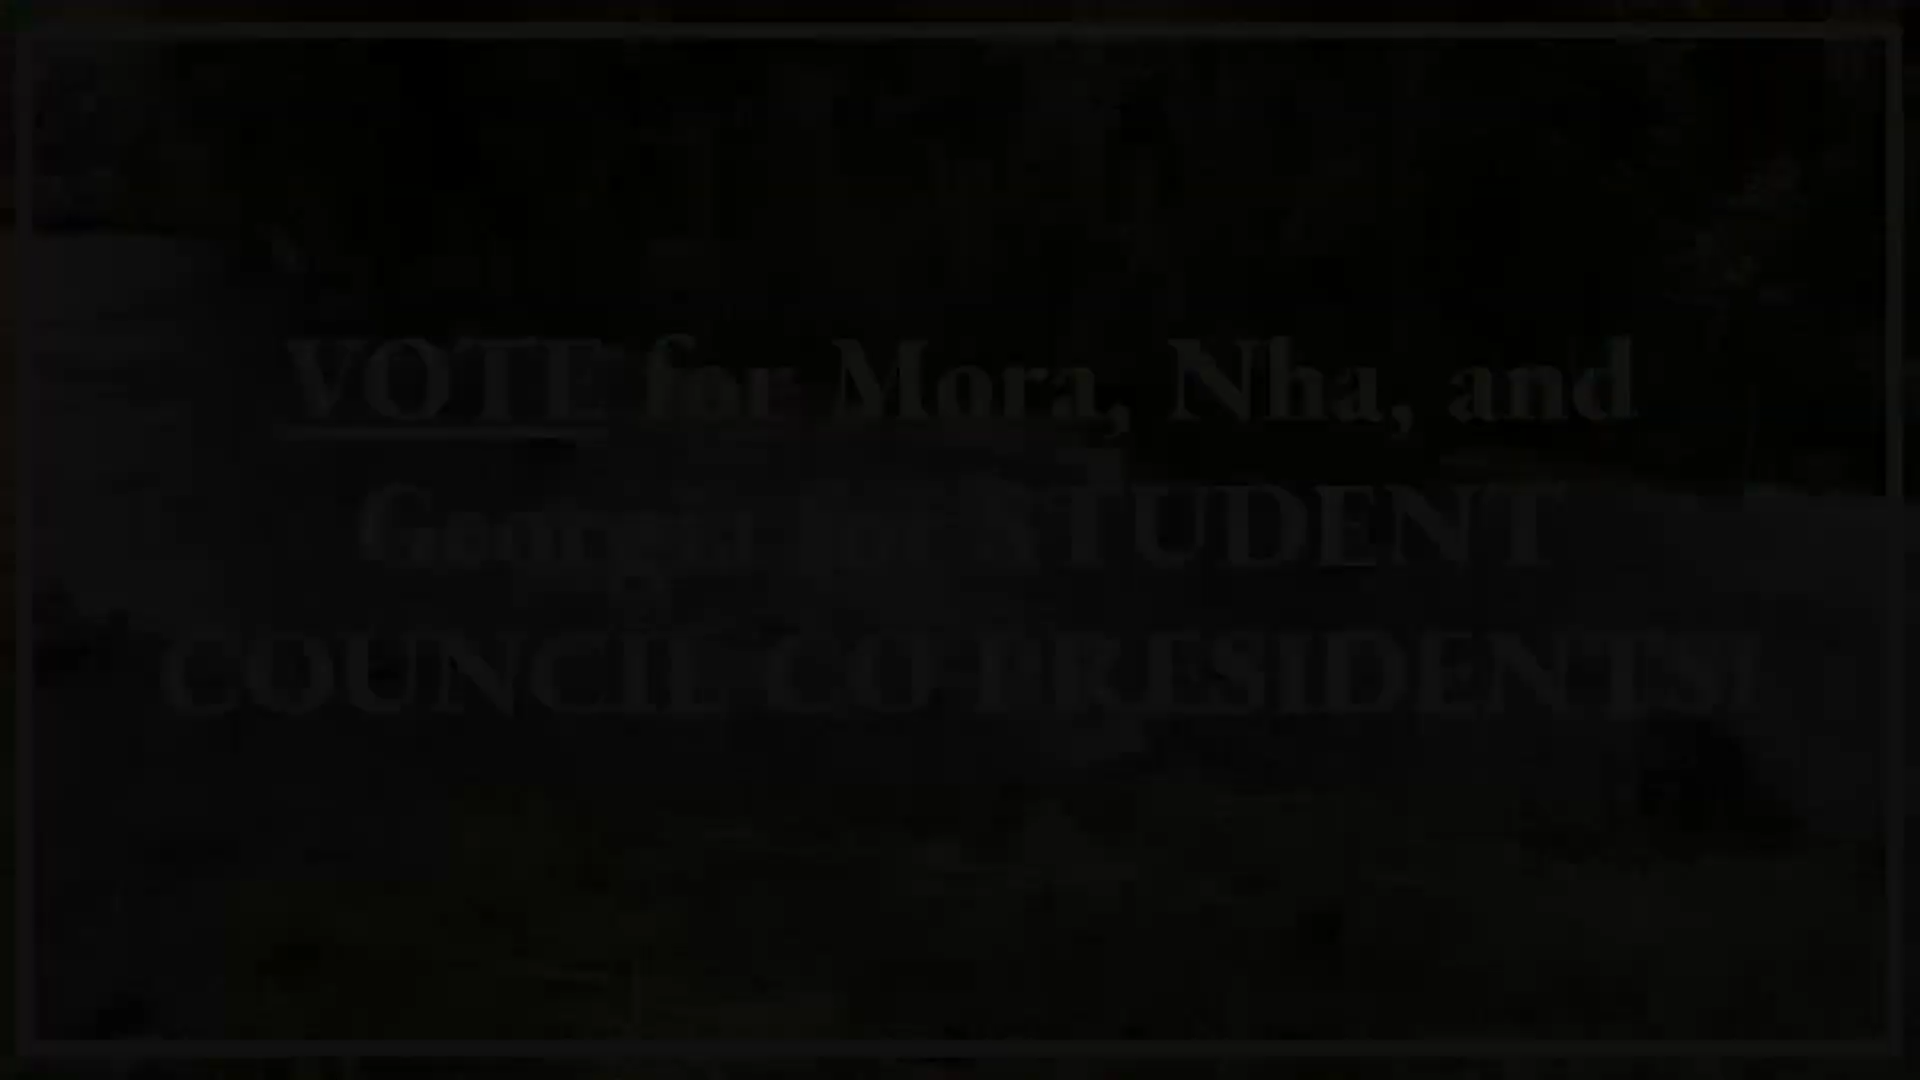 VOTE for Mora, Nha, and
Georgia for STUDENT
COUNCIL CO PRESIDENTS!